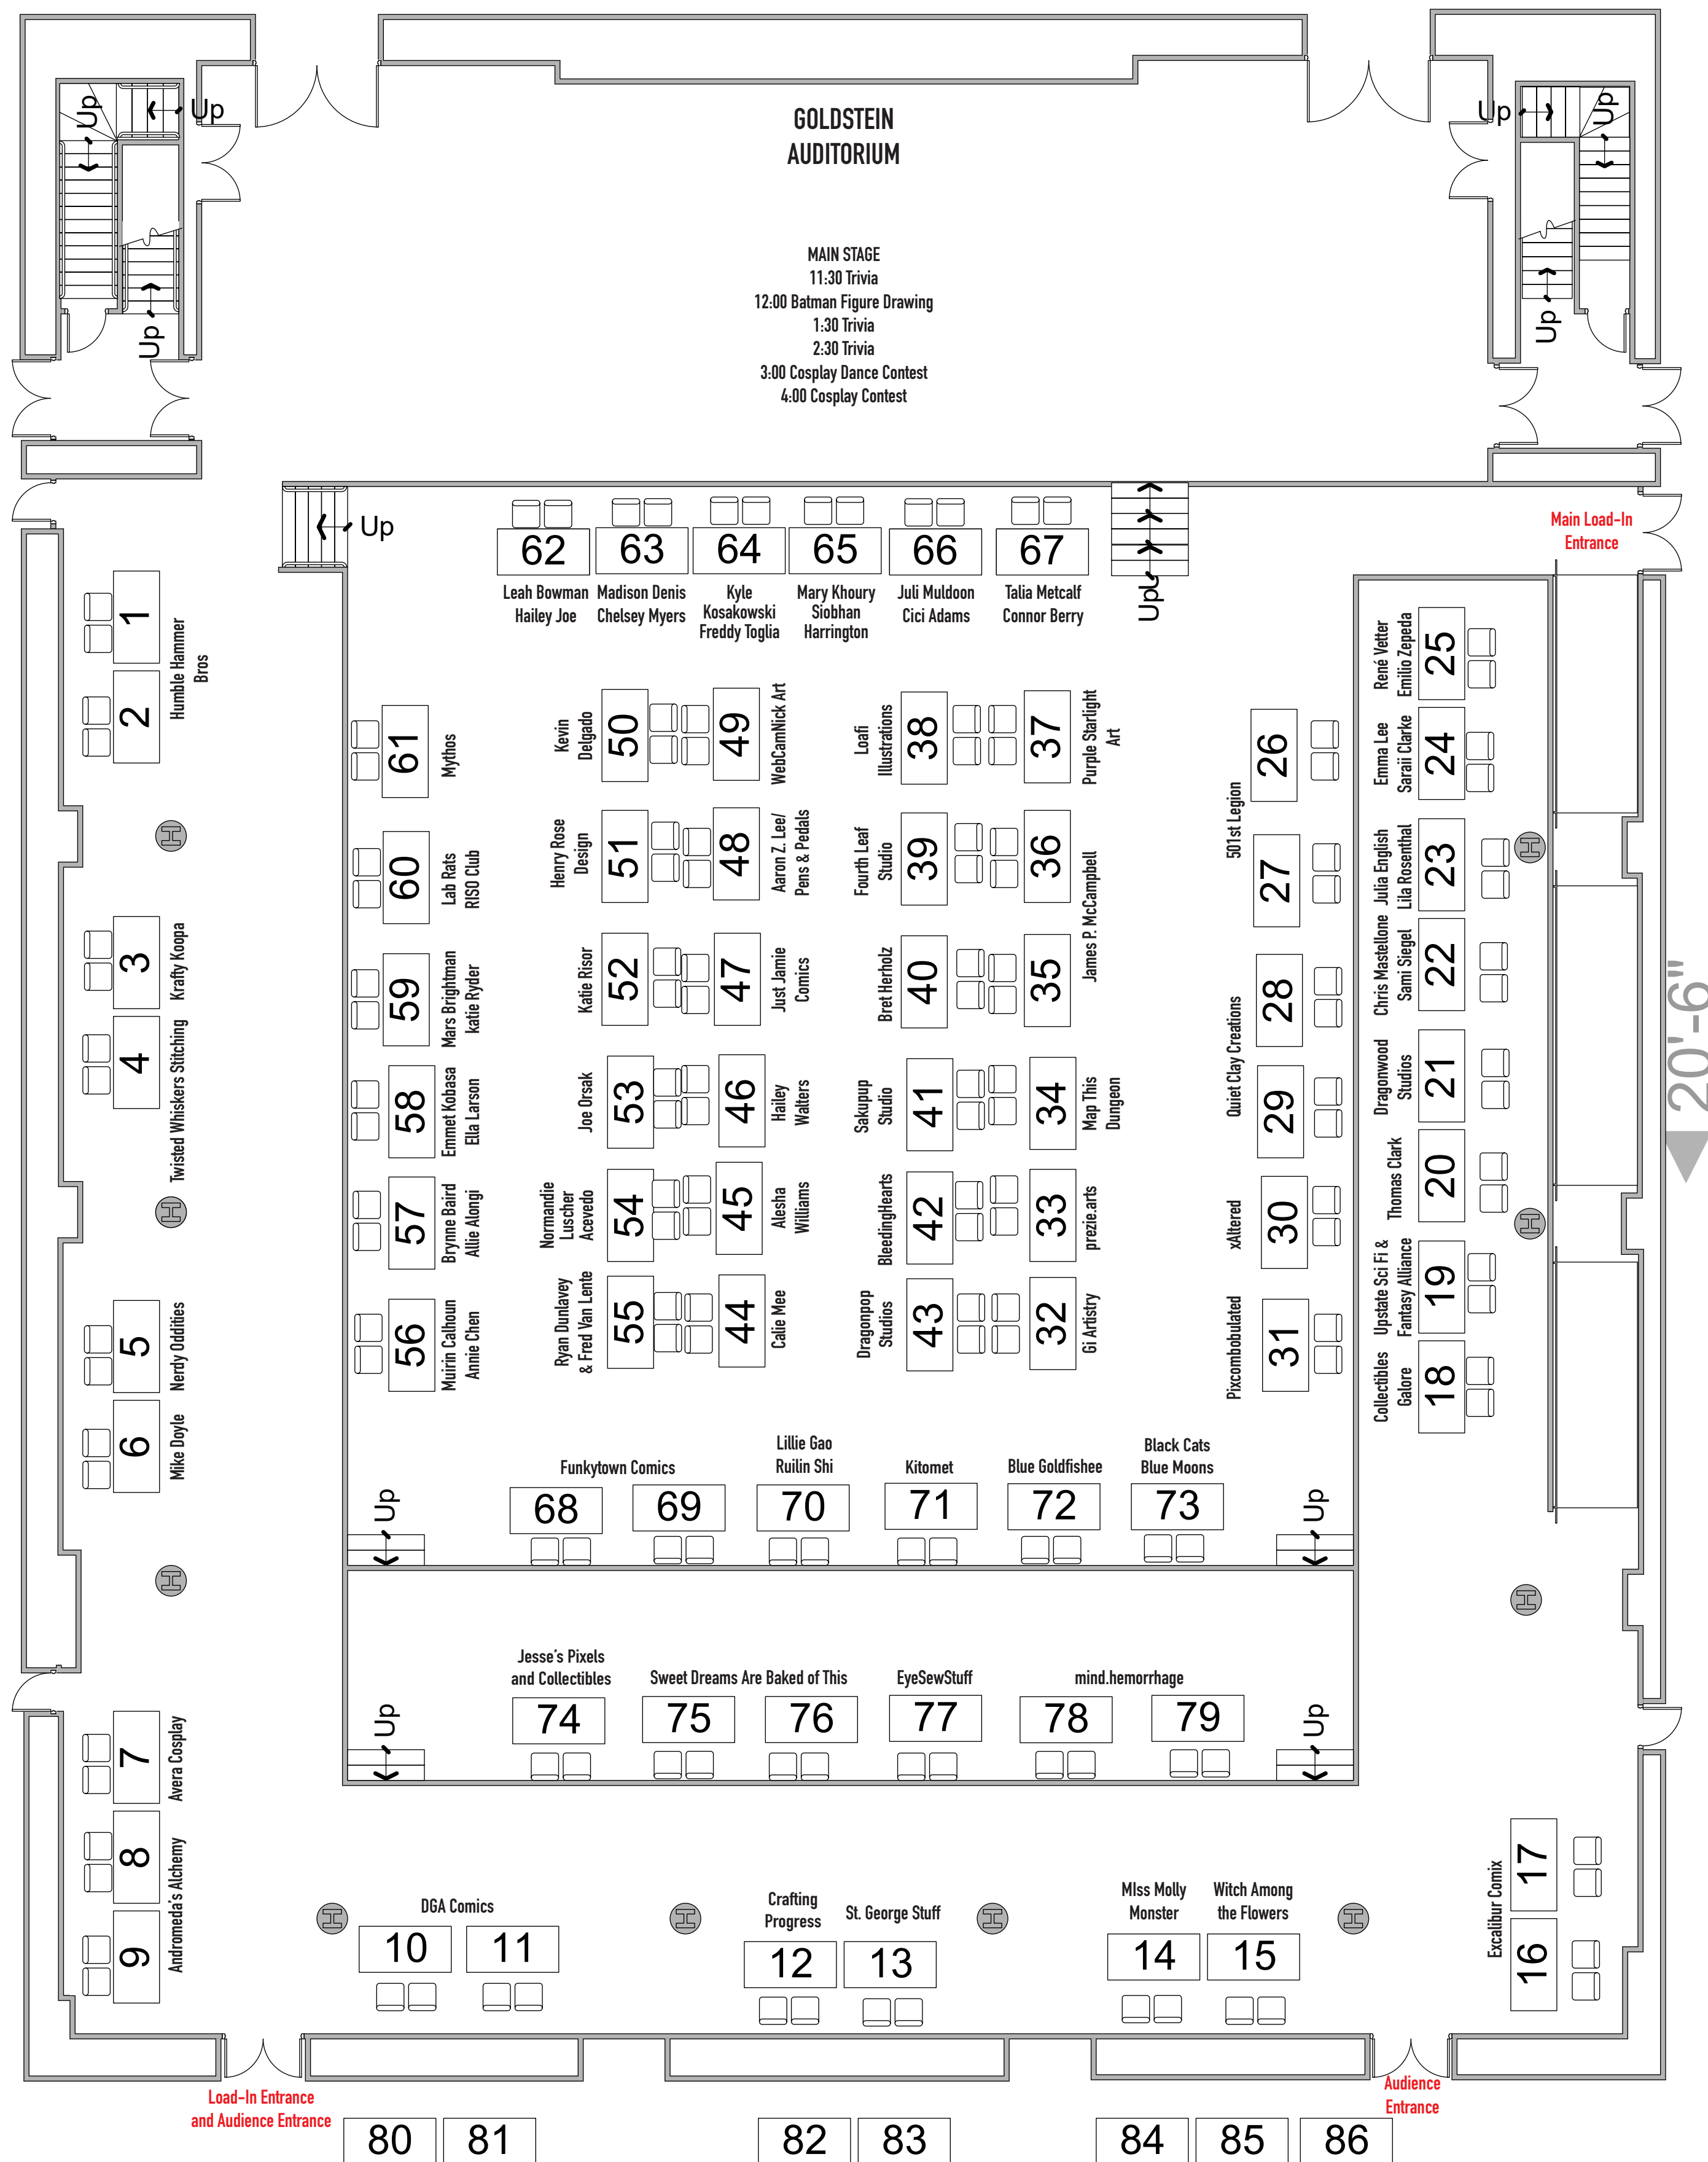 GOLDSTEIN
AUDITORIUM
Up
Up
Up
Up
Up
Up
MAIN STAGE
11:30 Trivia
12:00 Batman Figure Drawing
1:30 Trivia
2:30 Trivia
3:00 Cosplay Dance Contest
4:00 Cosplay Contest
Main Load-In
Entrance
Up
Up
62
63
64
65
66
67
Leah Bowman
Hailey Joe
Madison Denis
Chelsey Myers
Kyle
Kosakowski
Freddy Toglia
Mary Khoury
Siobhan
Harrington
Juli Muldoon
Cici Adams
Talia Metcalf
Connor Berry
1
2
Humble Hammer
Bros
3
Krafty Koopa
4
Twisted Whiskers Stitching
5
Nerdy Oddities
6
Mike Doyle
7
Avera Cosplay
8
9
Andromeda's Alchemy
61
Mythos
60
Lab Rats
RISO Club
59
Mars Brightman
katie Ryder
58
Emmet Kobasa
Ella Larson
57
Brynne Baird
Allie Alongi
56
Muirin Calhoun
Annie Chen
Kevin
Delgado
50
49
WebCamNick Art
Henry Rose
Design
51
48
Aaron Z. Lee/
Pens & Pedals
Katie Risor
52
47
Just Jamie
Comics
Joe Orsak
53
46
Hailey
Walters
Normandie
Luscher
Acevedo
54
45
Alesha
Williams
Ryan Dunlavey
& Fred Van Lente
55
44
Calie Mee
Loafi
Illustrations
38
37
Purple Starlight
Art
Fourth Leaf
Studio
39
36
James P. McCampbell
Bret Herholz
40
35
Sakupup
Studio
41
34
Map This
Dungeon
BleedingHearts
42
33
prezie.arts
Dragonpop
Studios
43
32
Gi Artistry
501st Legion
26
27
Quiet Clay Creations
28
29
xAltered
30
Pixcombobulated
31
René Vetter
Emilio Zepeda
25
Emma Lee
Saraii Clarke
24
Julia English
Lila Rosenthal
23
Chris Mastellone
Sami Siegel
22
Dragonwood
Studios
21
Thomas Clark
20
Upstate Sci Fi &
Fantasy Alliance
19
Collectibles
Galore
18
20'-6"
Funkytown Comics
Lillie Gao
Ruilin Shi
Kitomet
Blue Goldfishee
Black Cats
Blue Moons
Up
68
69
70
71
72
73
Up
Jesse's Pixels
and Collectibles
Sweet Dreams Are Baked of This
EyeSewStuff
mind.hemorrhage
Up
74
75
76
77
78
79
Up
DGA Comics
10
11
Crafting
Progress
12
St. George Stuff
13
MIss Molly
Monster
14
Witch Among
the Flowers
15
Excalibur Comix
17
16
Load-In Entrance
and Audience Entrance
Audience
Entrance
80
81
82
83
84
85
86